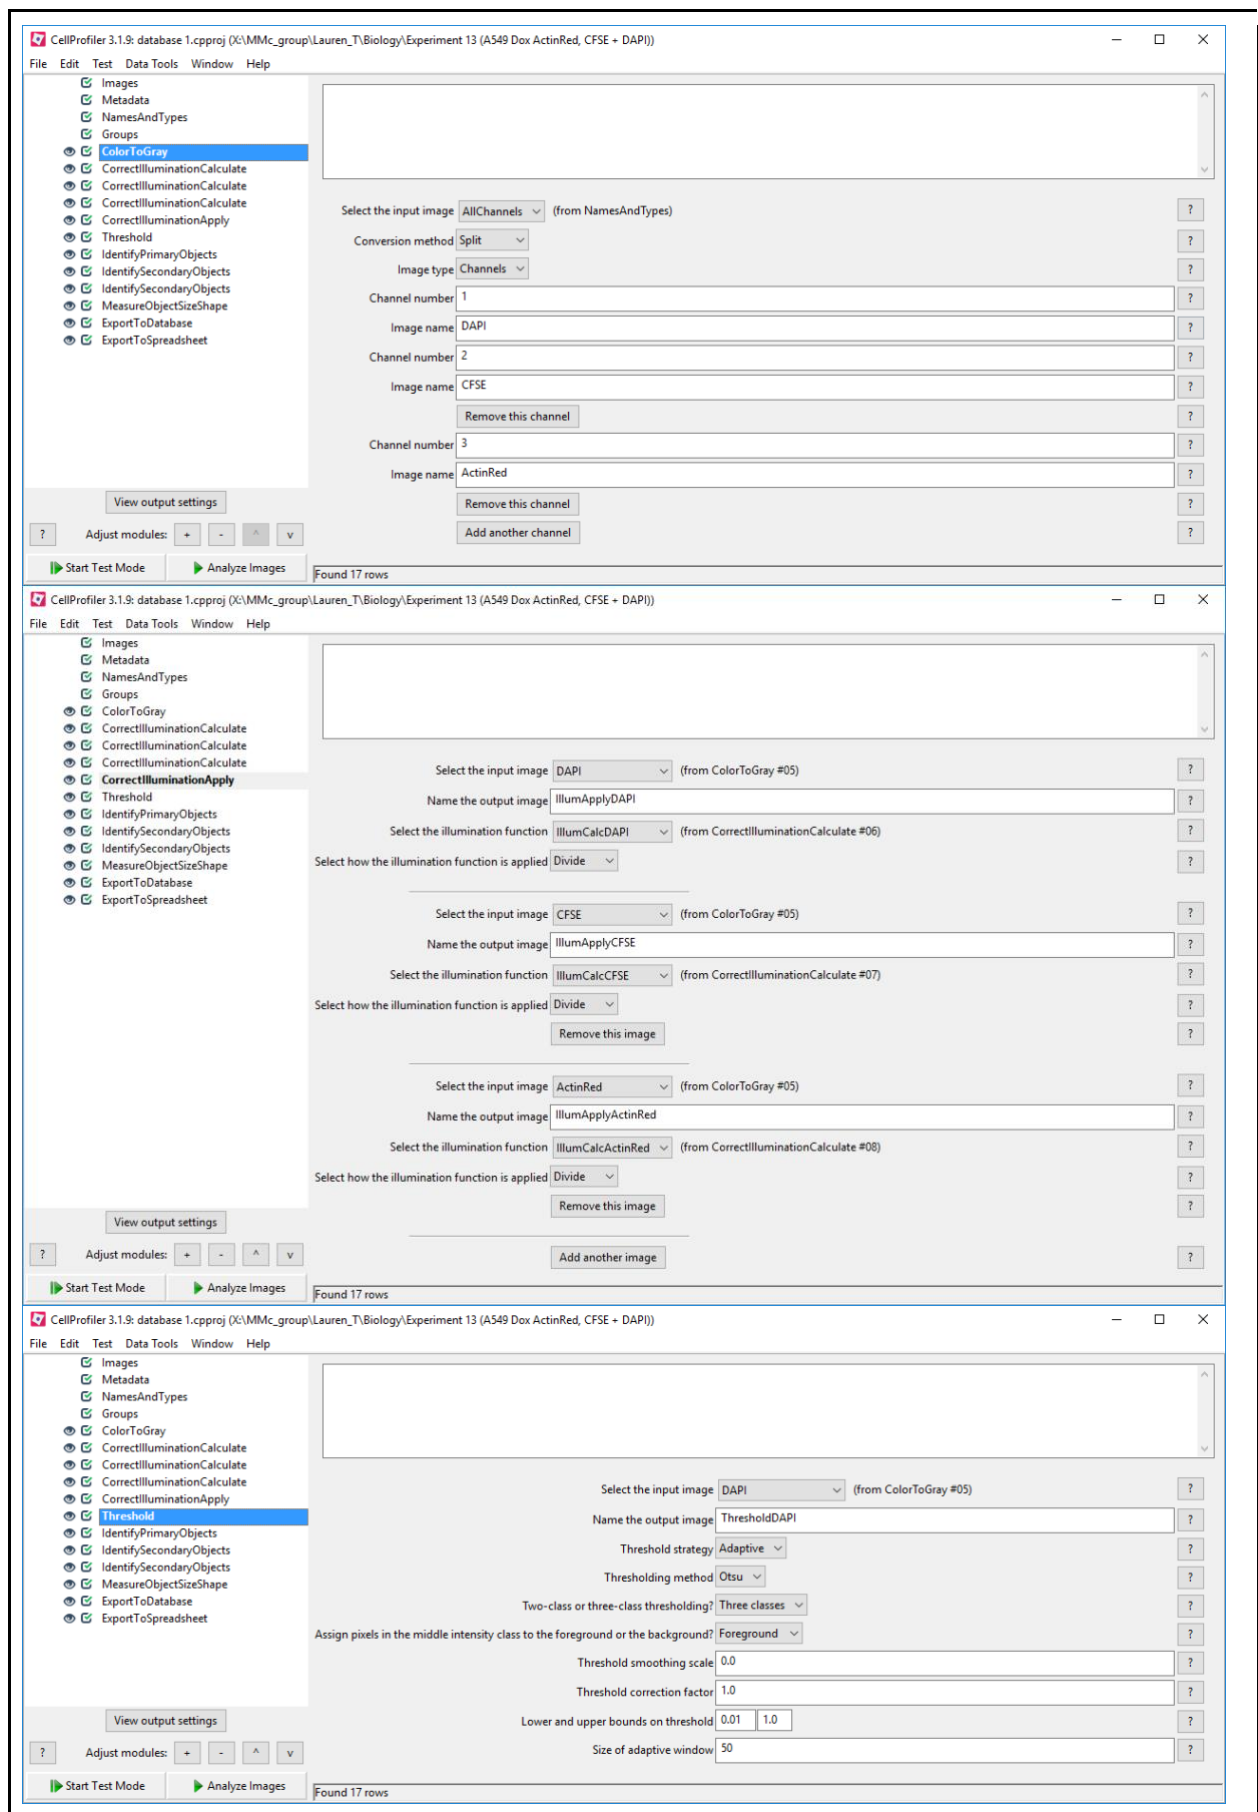 CellProfiler 3.1.9: database 1.cpproj (X:\MMc_group\Lauren_T\Biology\Experiment 13 (A549 Dox ActinRed, CFSE + DAPI))
File Edit Test Data Tools Window Help
Images
Metadata
NamesAndTypes
Groups
ColorToGray
CorrectIlluminationCalculate
CorrectIlluminationCalculate
CorrectIlluminationCalculate
CorrectIlluminationApply
Threshold
IdentifyPrimaryObjects
IdentifySecondaryObjects
IdentifySecondaryObjects
MeasureObjectSizeShape
ExportToDatabase
ExportToSpreadsheet
View output settings
? Adjust modules: + - ^ v
Start Test Mode Analyze Images
Select the input image AllChannels (from NamesAndTypes) ?
Conversion method Split ?
Image type Channels ?
Channel number 1 ?
Image name DAPI ?
Channel number 2 ?
Image name CFSE ?
Remove this channel ?
Channel number 3 ?
Image name ActinRed ?
Remove this channel ?
Add another channel ?
Found 17 rows
CellProfiler 3.1.9: database 1.cpproj (X:\MMc_group\Lauren_T\Biology\Experiment 13 (A549 Dox ActinRed, CFSE + DAPI))
File Edit Test Data Tools Window Help
Images
Metadata
NamesAndTypes
Groups
ColorToGray
CorrectIlluminationCalculate
CorrectIlluminationCalculate
CorrectIlluminationCalculate
CorrectIlluminationApply
Threshold
IdentifyPrimaryObjects
IdentifySecondaryObjects
IdentifySecondaryObjects
MeasureObjectSizeShape
ExportToDatabase
ExportToSpreadsheet
View output settings
? Adjust modules: + - ^ v
Start Test Mode Analyze Images
Select the input image DAPI (from ColorToGray #05) ?
Name the output image IllumApplyDAPI ?
Select the illumination function IllumCalcDAPI (from CorrectIlluminationCalculate #06) ?
Select how the illumination function is applied Divide ?
Select the input image CFSE (from ColorToGray #05) ?
Name the output image IllumApplyCFSE ?
Select the illumination function IllumCalcCFSE (from CorrectIlluminationCalculate #07) ?
Select how the illumination function is applied Divide ?
Remove this image ?
Select the input image ActinRed (from ColorToGray #05) ?
Name the output image IllumApplyActinRed ?
Select the illumination function IllumCalcActinRed (from CorrectIlluminationCalculate #08) ?
Select how the illumination function is applied Divide ?
Remove this image ?
Add another image ?
Found 17 rows
CellProfiler 3.1.9: database 1.cpproj (X:\MMc_group\Lauren_T\Biology\Experiment 13 (A549 Dox ActinRed, CFSE + DAPI))
File Edit Test Data Tools Window Help
Images
Metadata
NamesAndTypes
Groups
ColorToGray
CorrectIlluminationCalculate
CorrectIlluminationCalculate
CorrectIlluminationCalculate
CorrectIlluminationApply
Threshold
IdentifyPrimaryObjects
IdentifySecondaryObjects
IdentifySecondaryObjects
MeasureObjectSizeShape
ExportToDatabase
ExportToSpreadsheet
View output settings
? Adjust modules: + - ^ v
Start Test Mode Analyze Images
Select the input image DAPI (from ColorToGray #05) ?
Name the output image ThresholdDAPI ?
Threshold strategy Adaptive ?
Thresholding method Otsu ?
Two-class or three-class thresholding? Three classes ?
Assign pixels in the middle intensity class to the foreground or the background? Foreground ?
Threshold smoothing scale 0.0 ?
Threshold correction factor 1.0 ?
Lower and upper bounds on threshold 0.01 1.0 ?
Size of adaptive window 50 ?
Found 17 rows